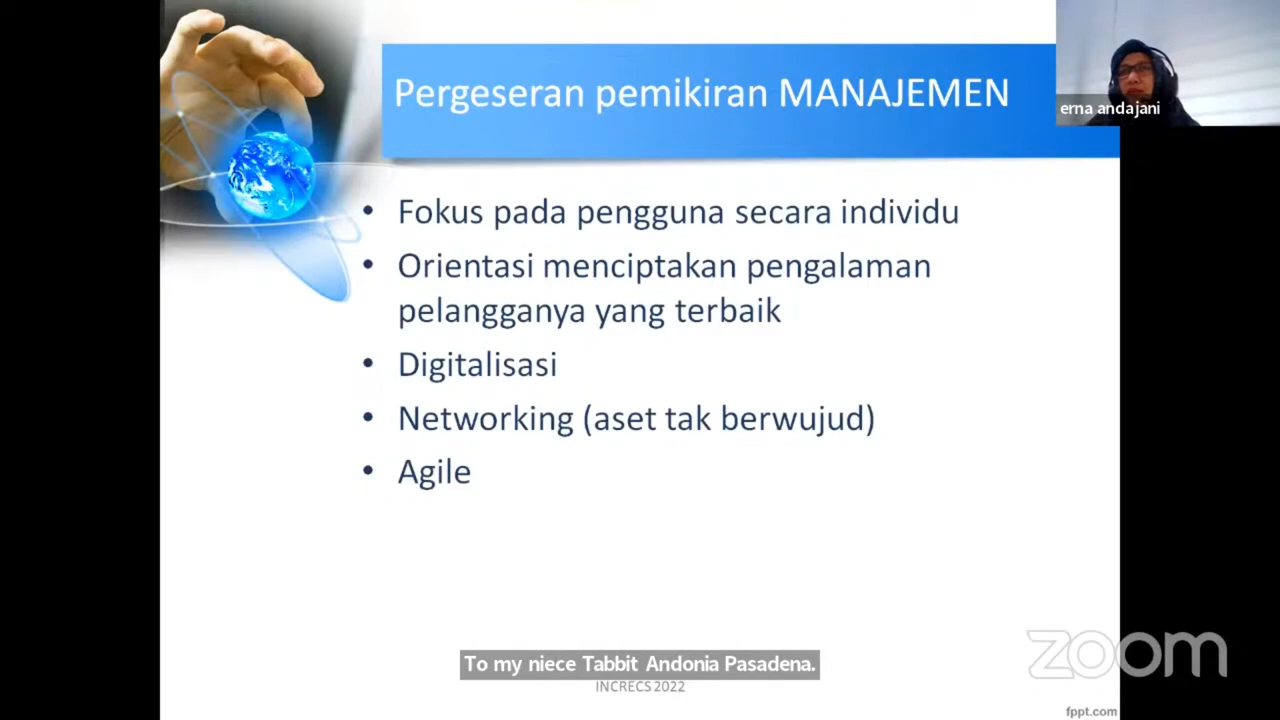 Pergeseran pemikiran MANAJEMEN
erna andajani
• Fokus pada pengguna secara individu
• Orientasi menciptakan pengalaman
pelangganya yang terbaik
• Digitalisasi
• Networking (aset tak berwujud)
• Agile
To my niece Tabbit Andonia Pasadena.
INCRECS 2022
zoom
fppt.com